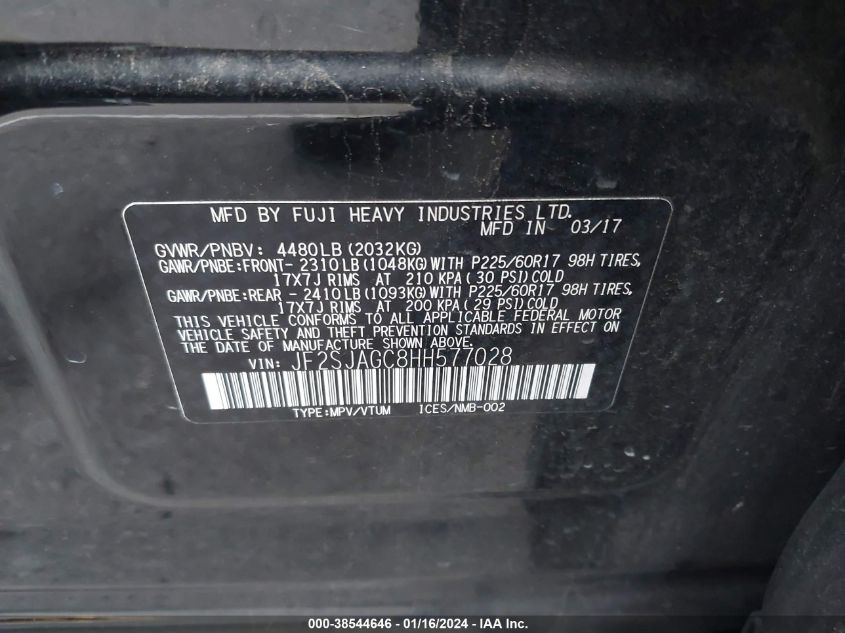 MFD BY FUJI HEAVY INDUSTRIES LTD.
MFD IN 03/17
GVWR/PNBV: 4480LB (2032KG)
GAWR/PNBE:FRONT- 2310LB (1048KG) WITH P225/60R17 98H TIRES,
17X7J RIMS AT 210 KPA (30 PSI) COLD
GAWR/PNBE:REAR - 2410LB (1093KG) WITH P225/60R17 98H TIRES,
17X7J RIMS AT 200 KPA (29 PSI) COLD
THIS VEHICLE CONFORMS TO ALL APPLICABLE FEDERAL MOTOR
VEHICLE SAFETY AND THEFT PREVENTION STANDARDS IN EFFECT ON
THE DATE OF MANUFACTURE SHOWN ABOVE.
VIN: JF2SJAGC8HH577028
TYPE:MPV/VTUM ICES/NMB-002
000-38544646 - 01/16/2024 - IAA Inc.